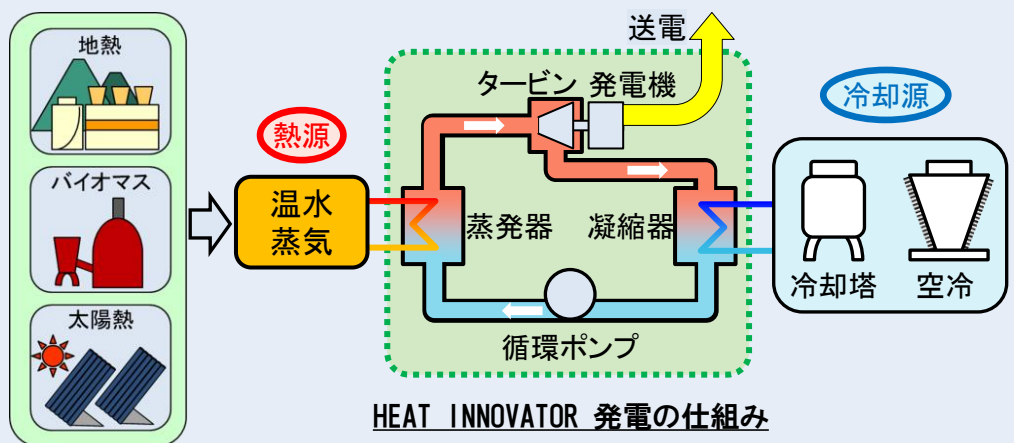 地熱
バイオマス
太陽熱
熱源
温水
蒸気
送電
タービン 発電機
蒸発器
凝縮器
循環ポンプ
冷却源
冷却塔
空冷
HEAT INNOVATOR 発電の仕組み